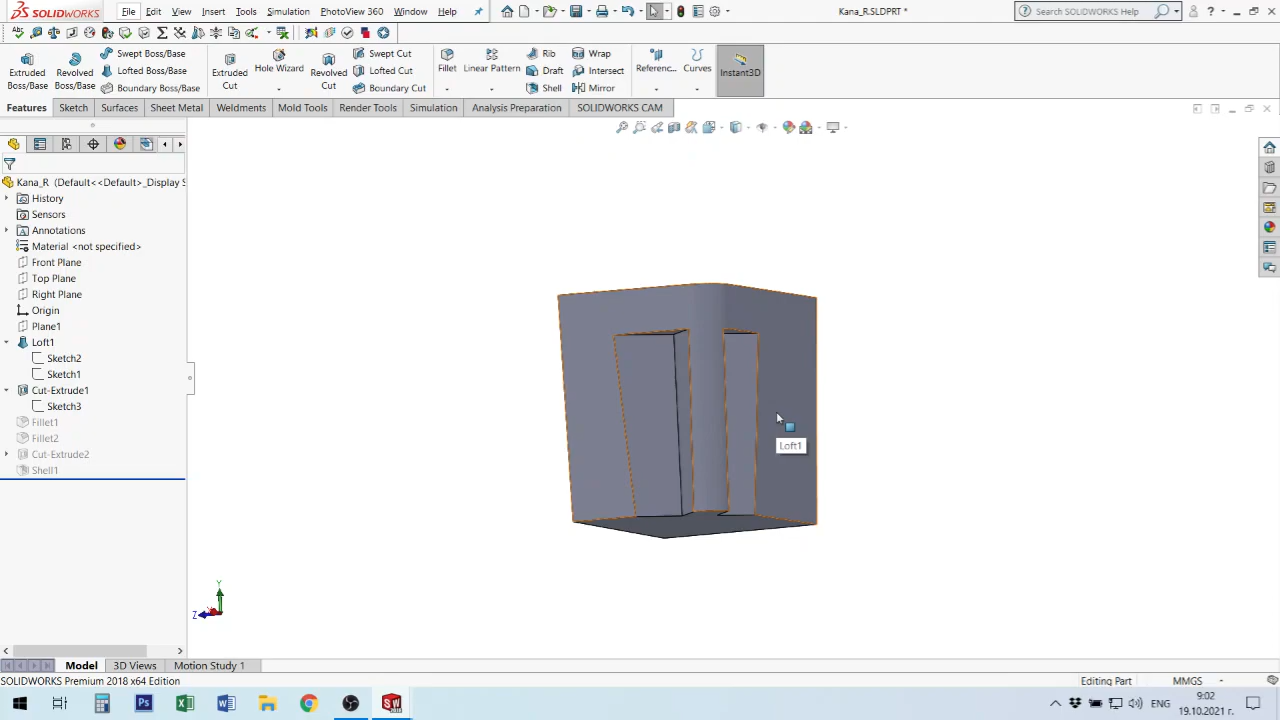 SOLIDWORKS File Edit View Insert Tools Simulation PhotoView 360 Window Help Kana_R.SLDPRT * Search SOLIDWORKS Help
Extruded Boss/Base
Revolved Boss/Base
Swept Boss/Base
Lofted Boss/Base
Boundary Boss/Base
Extruded Cut
Hole Wizard
Revolved Cut
Swept Cut
Lofted Cut
Boundary Cut
Fillet
Linear Pattern
Rib
Draft
Shell
Wrap
Intersect
Mirror
Referenc...
Curves
Instant3D
Features Sketch Surfaces Sheet Metal Weldments Mold Tools Render Tools Simulation Analysis Preparation SOLIDWORKS CAM
Kana_R (Default<<Default>_Display S
History
Sensors
Annotations
Material <not specified>
Front Plane
Top Plane
Right Plane
Origin
Plane1
Loft1
Sketch2
Sketch1
Cut-Extrude1
Sketch3
Fillet1
Fillet2
Cut-Extrude2
Shell1
Loft1
Y
Z
Model 3D Views Motion Study 1
SOLIDWORKS Premium 2018 x64 Edition Editing Part MMGS
ENG 9:02
19.10.2021 г.